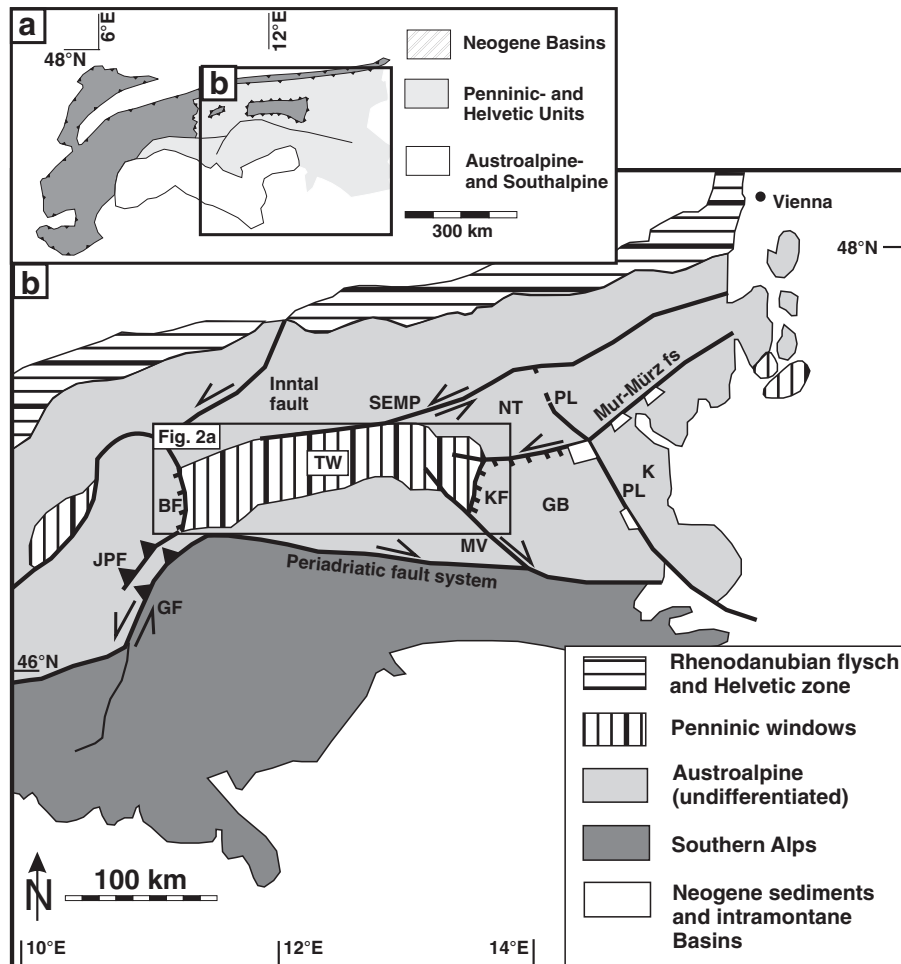 a
6°E
12°E
48°N
b
Neogene Basins
Penninic- and
Helvetic Units
Austroalpine-
and Southalpine
300 km
Vienna
48°N
b
Inntal
fault
SEMP
NT
PL
Mur-Mürz fs
Fig. 2a
TW
BF
KF
GB
K
PL
MV
JPF
Periadriatic fault system
GF
46°N
Rhenodanubian flysch
and Helvetic zone
Penninic windows
Austroalpine
(undifferentiated)
Southern Alps
Neogene sediments
and intramontane
Basins
N
100 km
10°E
12°E
14°E